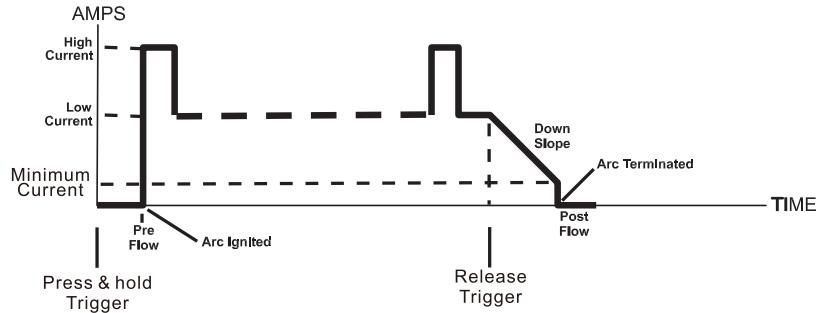 AMPS
High
Current
Low
Current
Down
Slope
Arc Terminated
Minimum
Current
TIME
Pre
Flow
Arc Ignited
Post
Flow
Press & hold
Trigger
Release
Trigger